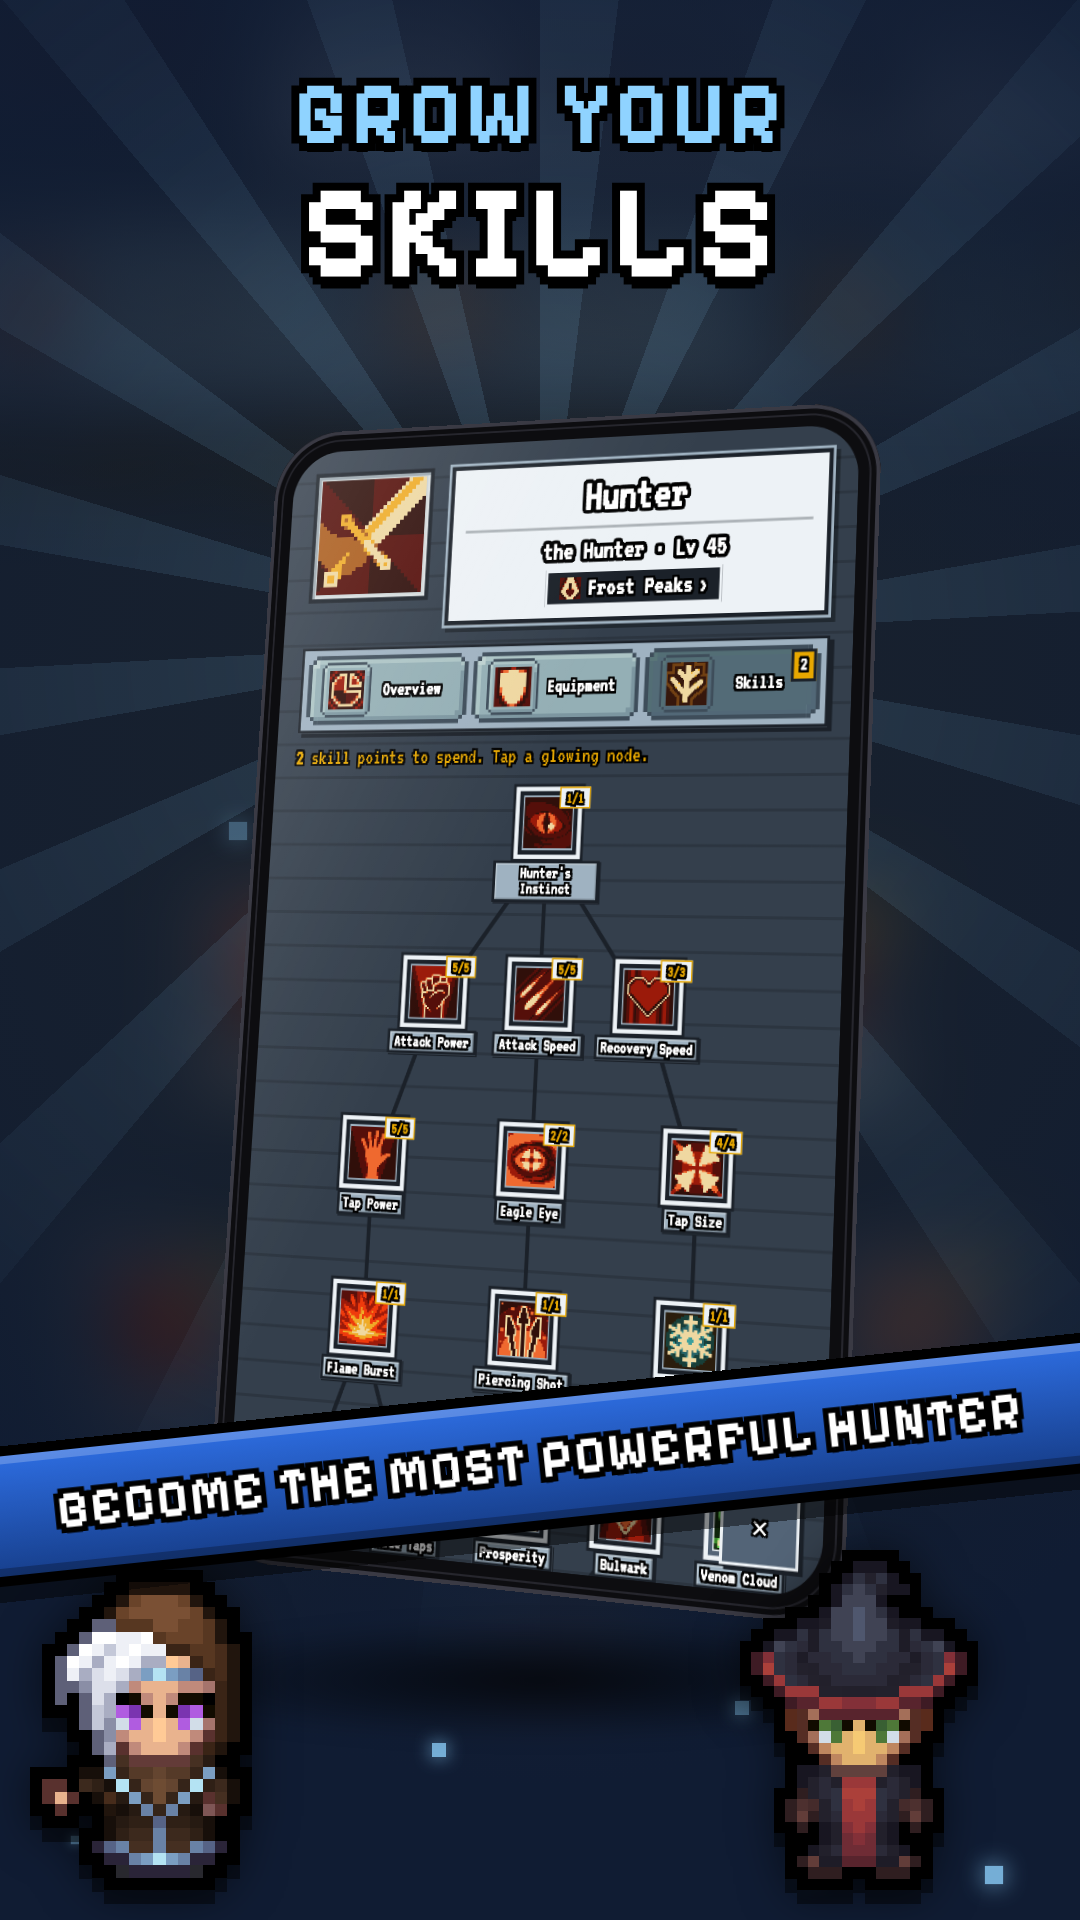 GROW YOUR
SKILLS
Hunter
the Hunter · Lv 45
Frost Peaks ›
Overview
Equipment
Skills
2
2 skill points to spend. Tap a glowing node.
1/1
Hunter's
Instinct
5/5
5/5
3/3
Attack Power
Attack Speed
Recovery Speed
5/5
2/2
4/4
Tap Power
Eagle Eye
Tap Size
1/1
1/1
1/1
Flame Burst
Piercing Shot
BECOME THE MOST POWERFUL HUNTER
×
Taps
Prosperity
Bulwark
Venom Cloud